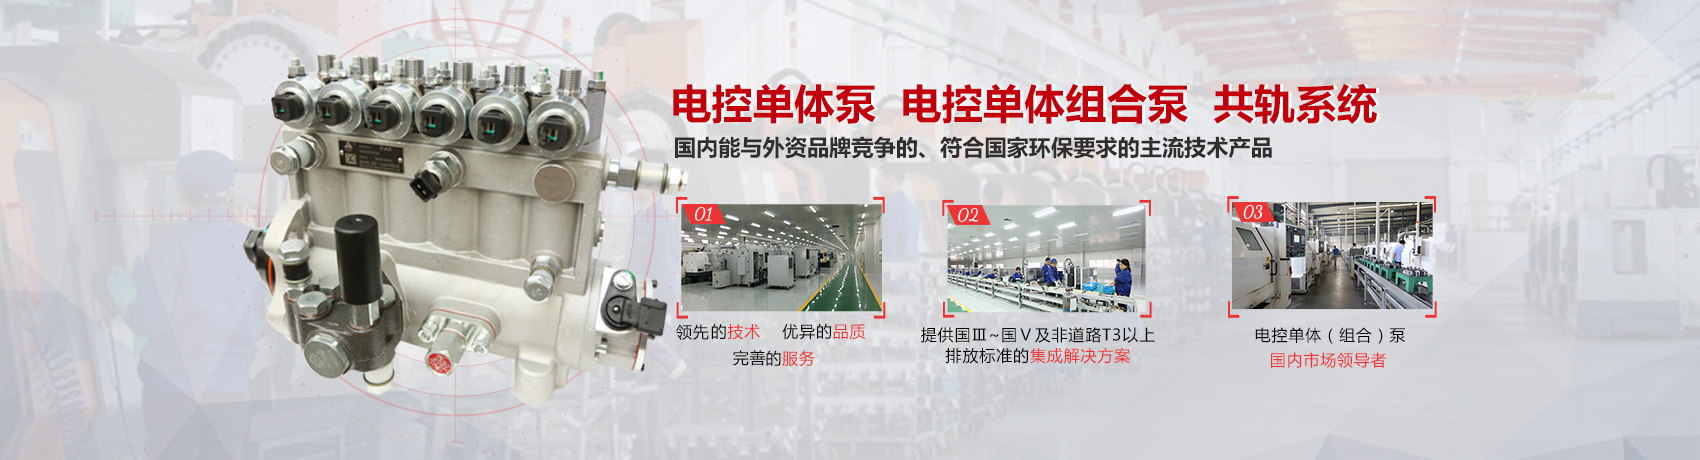 电控单体泵 电控单体组合泵 共轨系统
国内能与外资品牌竞争的、符合国家环保要求的主流技术产品
01
领先的技术 优异的品质
完善的服务
02
提供国Ⅲ~国Ⅴ及非道路T3以上
排放标准的集成解决方案
03
电控单体（组合）泵
国内市场领导者